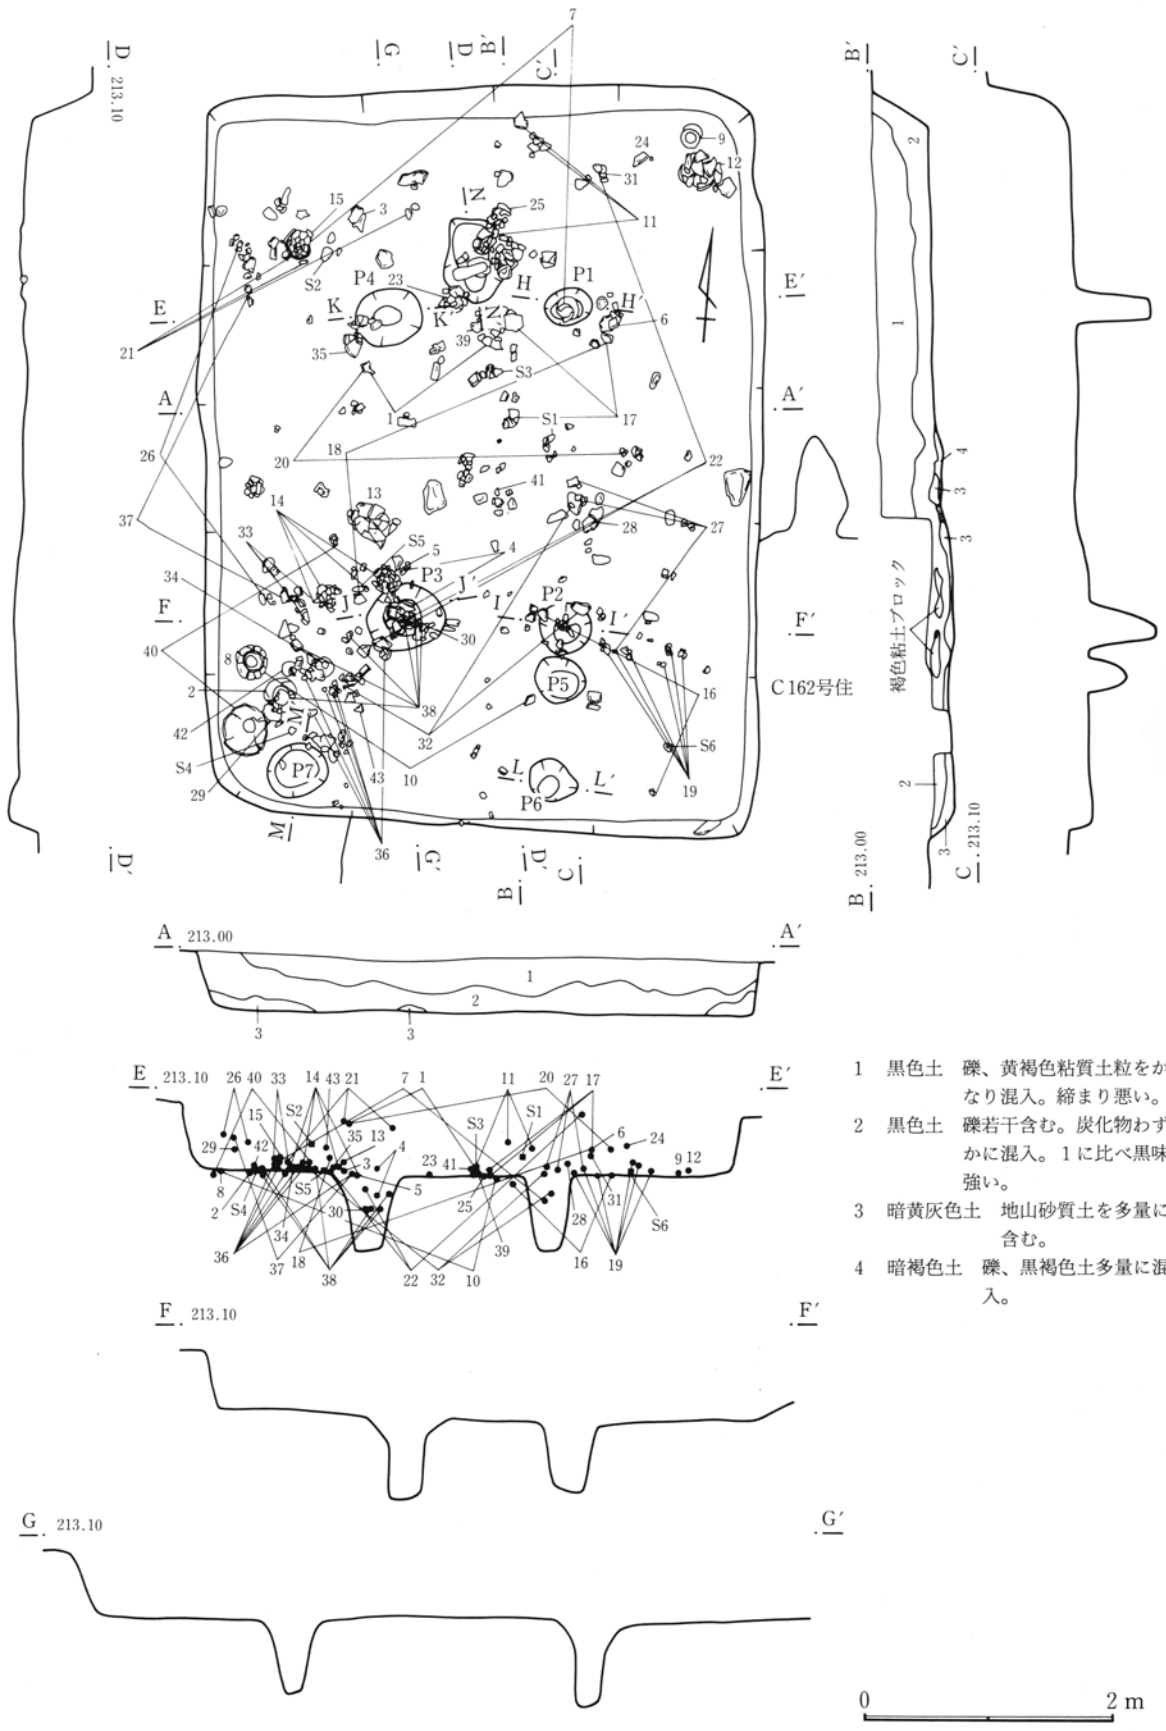 7
D
213.10
G
D
B′
C′
B′
C′
9
24
12
31
11
2
N
25
15
3
S2
P4
23
H
P1
E′
H′
E
K
K′
N′
39
6
21
35
S3
1
A
A′
1
17
S1
18
20
26
22
4
41
13
14
3
27
37
28
33
S5
5
4
3
34
P3
J′
P2
J
I
I′
F
F′
30
40
8
褐色粘土ブロック
C162号住
P5
16
2
38
M′
42
32
S6
S4
43
10
19
29
P7
L
L′
P6
2
M
36
3
213.10
C
213.00
B
D′
G′
D′
C
B
A 213.00
A′
1
2
3
3
E 213.10
E′
26 40 33 14 43 21 7 1 11 20 27 17
S2
S1
15
35 13
S3
6
29
42
4
24
3
23
41
9 12
8
S5
5
25
31
2
S4
30
28
S6
34
39
36
18
16
19
37
38
22
32
10
F 213.10
F′
G 213.10
G′
1 黒色土 礫、黄褐色粘質土粒をか
なり混入。締まり悪い。
2 黒色土 礫若干含む。炭化物わず
かに混入。1に比べ黒味
強い。
3 暗黄灰色土 地山砂質土を多量に
含む。
4 暗褐色土 礫、黒褐色土多量に混
入。
0 2 m